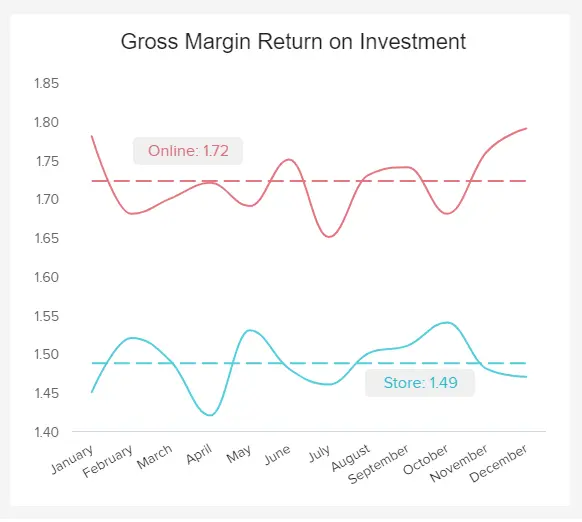 Gross Margin Return on Investment
1.85
1.80
Online: 1.72
1.75
1.70
1.65
1.60
1.55
1.50
Store: 1.49
1.45
1.40
January
February
March
April
May
June
July
August
September
October
November
December